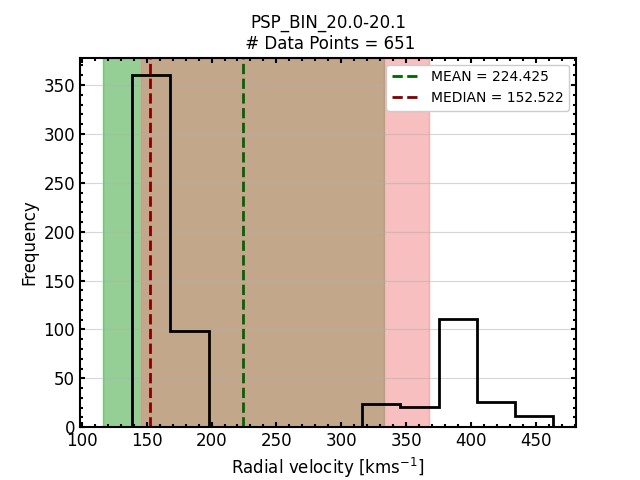 PSP_BIN_20.0-20.1
# Data Points = 651
MEAN = 224.425
MEDIAN = 152.522
Frequency
350
300
250
200
150
100
50
0
100 150 200 250 300 350 400 450
Radial velocity [kms⁻¹]